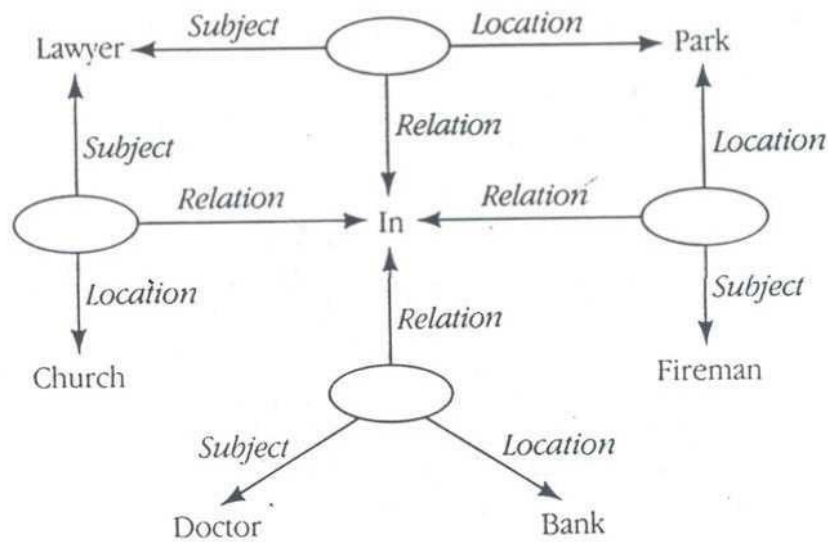 Lawyer Subject Location Park
Relation
Subject Location
Relation In Relation
Location Subject
Relation
Church Fireman
Subject Location
Doctor Bank